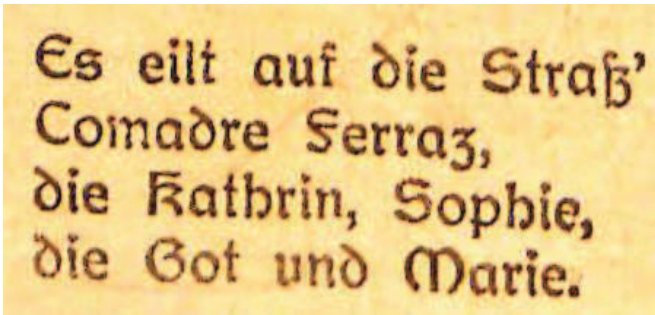 Es eilt auf die Straß’
Comadre Ferraz,
die Kathrin, Sophie,
die Got und Marie.